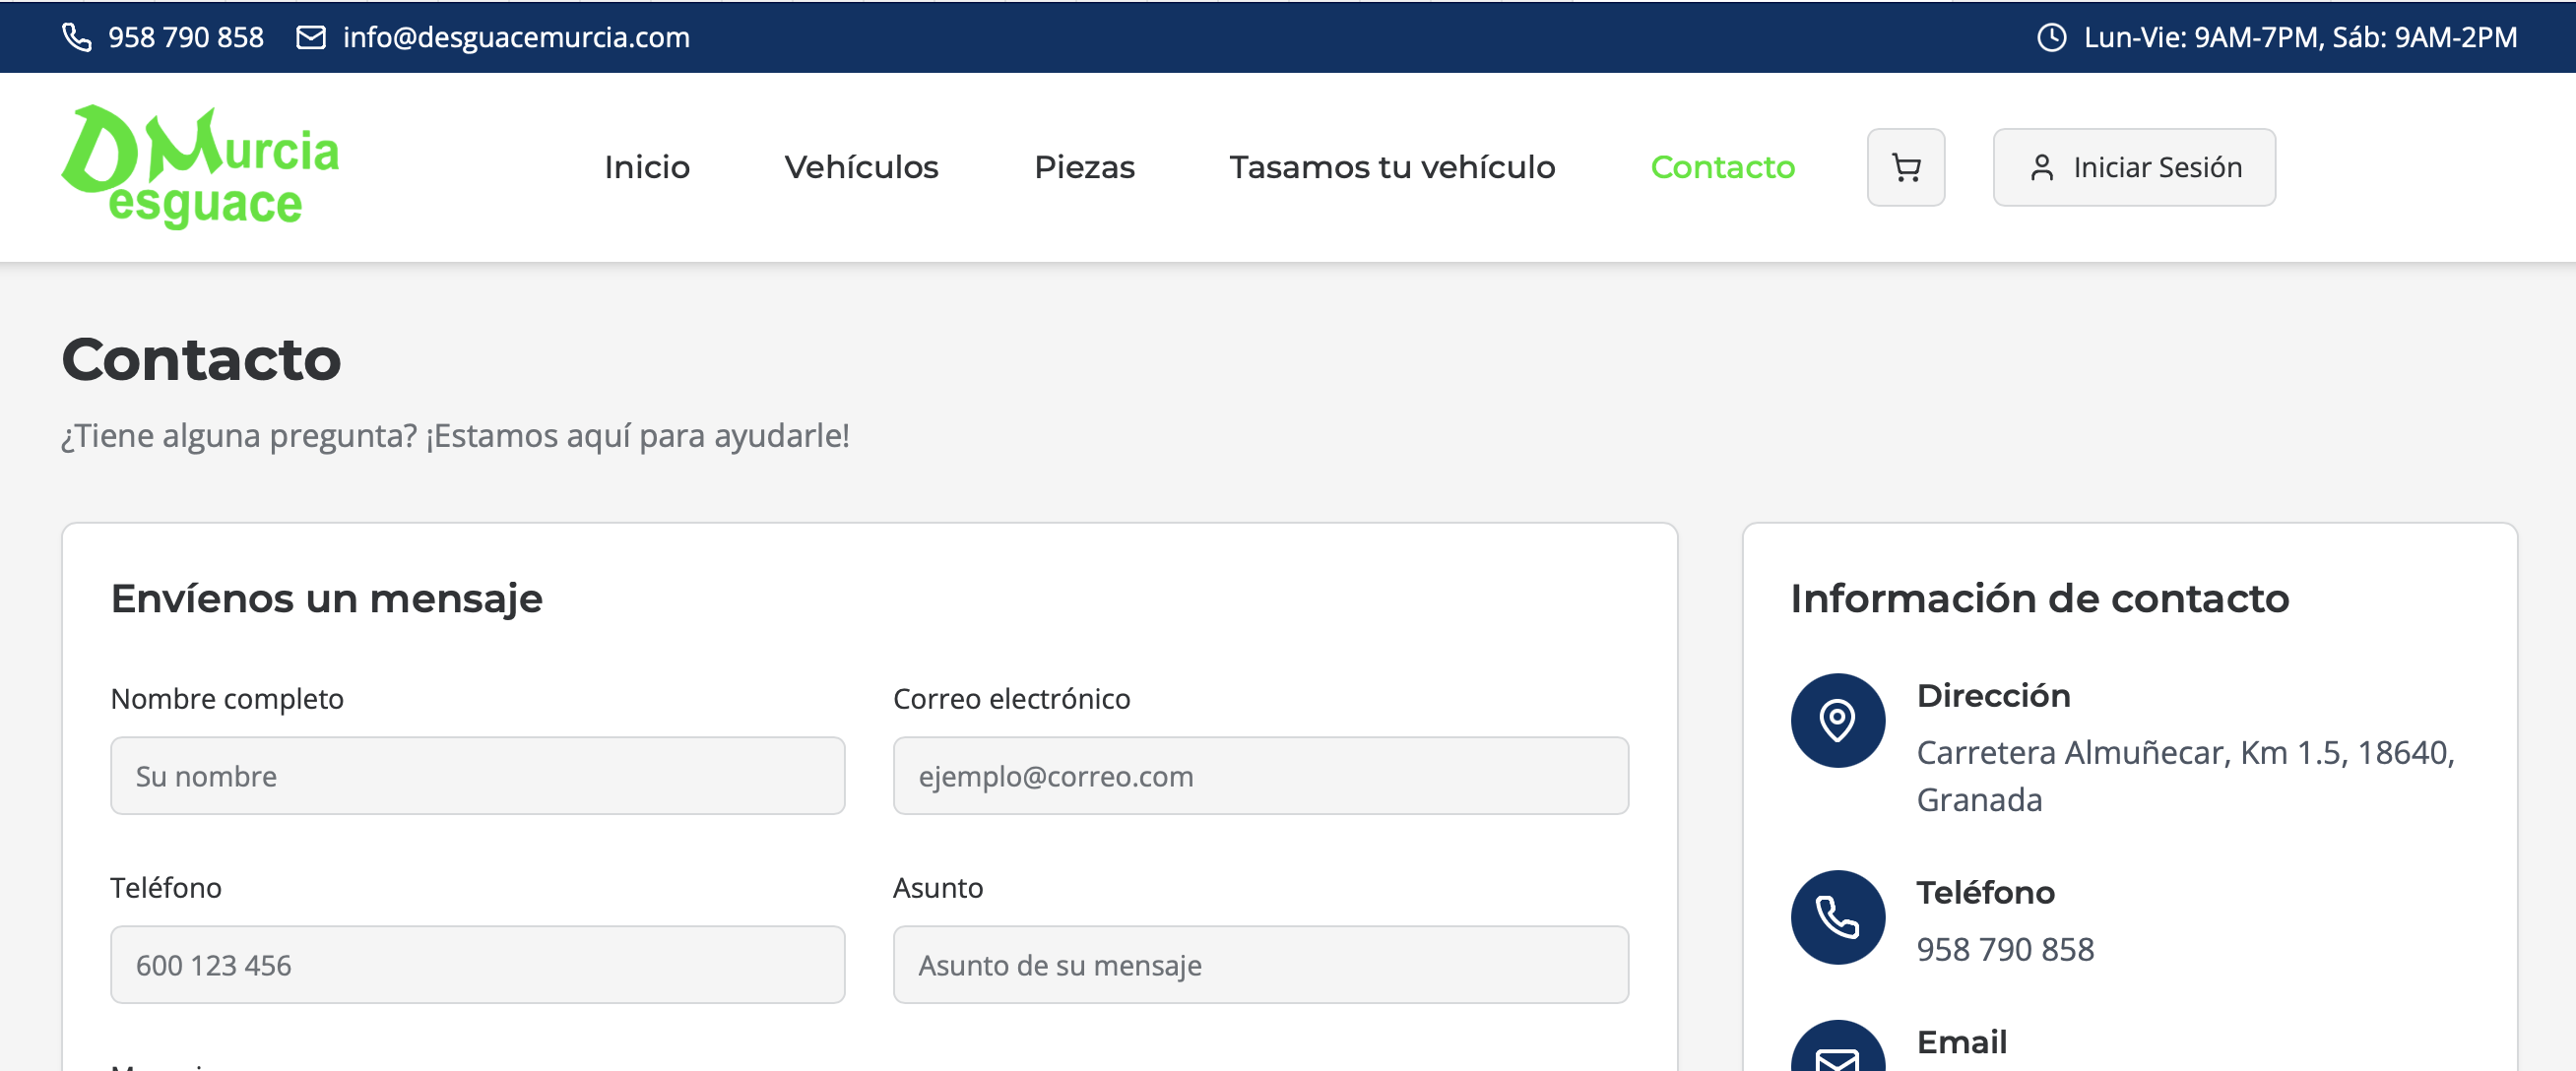 958 790 858 info@desguacemurcia.com Lun-Vie: 9AM-7PM, Sáb: 9AM-2PM
DMurcia
esguace
Inicio Vehículos Piezas Tasamos tu vehículo Contacto Iniciar Sesión
Contacto
¿Tiene alguna pregunta? ¡Estamos aquí para ayudarle!
Envíenos un mensaje
Nombre completo Correo electrónico
Su nombre ejemplo@correo.com
Teléfono Asunto
600 123 456 Asunto de su mensaje
Información de contacto
Dirección
Carretera Almuñecar, Km 1.5, 18640,
Granada
Teléfono
958 790 858
Email